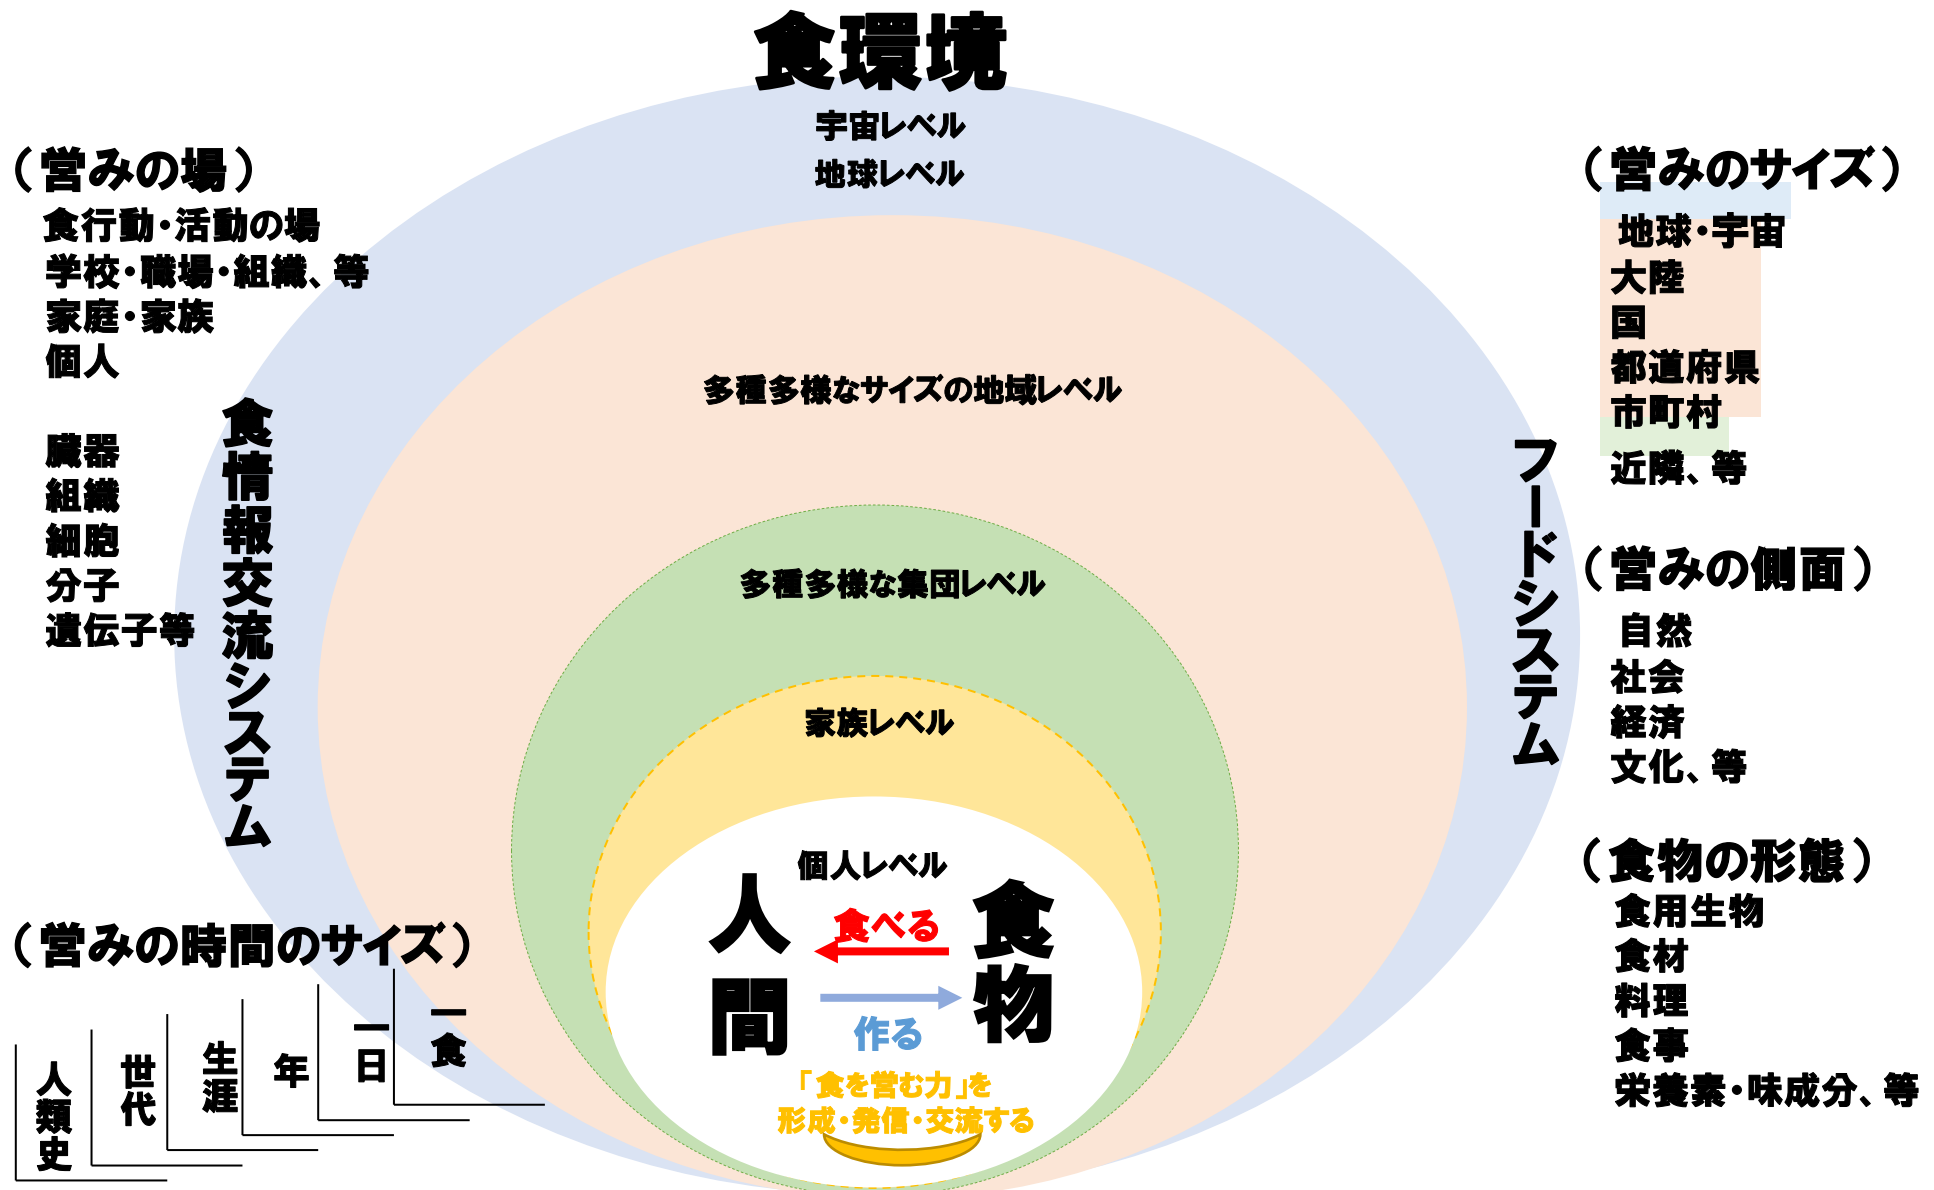 食環境
宇宙レベル
地球レベル
多種多様なサイズの地域レベル
多種多様な集団レベル
家族レベル
個人レベル
人間
食べる
作る
食物
「食を営む力」を
形成・発信・交流する
食情報交流システム
フードシステム
（営みの場）
食行動・活動の場
学校・職場・組織、等
家庭・家族
個人
臓器
組織
細胞
分子
遺伝子等
（営みの時間のサイズ）
人類史
世代
生涯
年
一日
一食
（営みのサイズ）
地球・宇宙
大陸
国
都道府県
市町村
近隣、等
（営みの側面）
自然
社会
経済
文化、等
（食物の形態）
食用生物
食材
料理
食事
栄養素・味成分、等